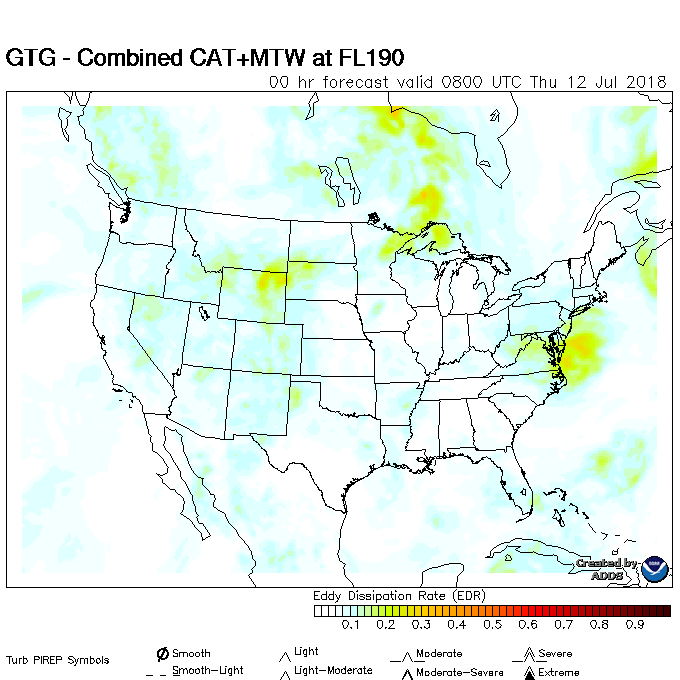 GTG - Combined CAT+MTW at FL190
00 hr forecast valid 0800 UTC Thu 12 Jul 2018
Created by
ADDS
Eddy Dissipation Rate (EDR)
0.1 0.2 0.3 0.4 0.5 0.6 0.7 0.8 0.9
Turb PIREP Symbols
Smooth Light Moderate Severe
Smooth-Light Light-Moderate Moderate-Severe Extreme